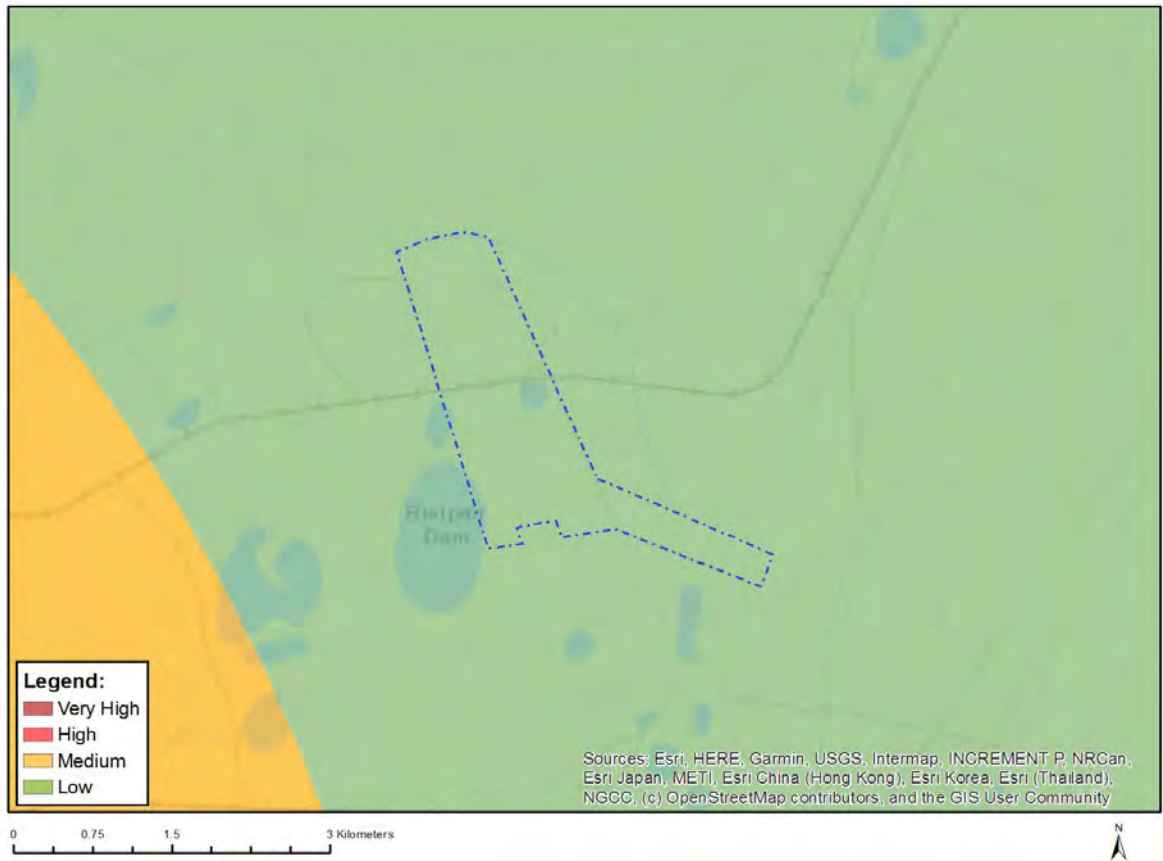 Rietpan
Dam
Legend:
Very High
High
Medium
Low
Sources: Esri, HERE, Garmin, USGS, Intermap, INCREMENT P, NRCan,
Esri Japan, METI, Esri China (Hong Kong), Esri Korea, Esri (Thailand),
NGCC, (c) OpenStreetMap contributors, and the GIS User Community
0 0.75 1.5 3 Kilometers
N